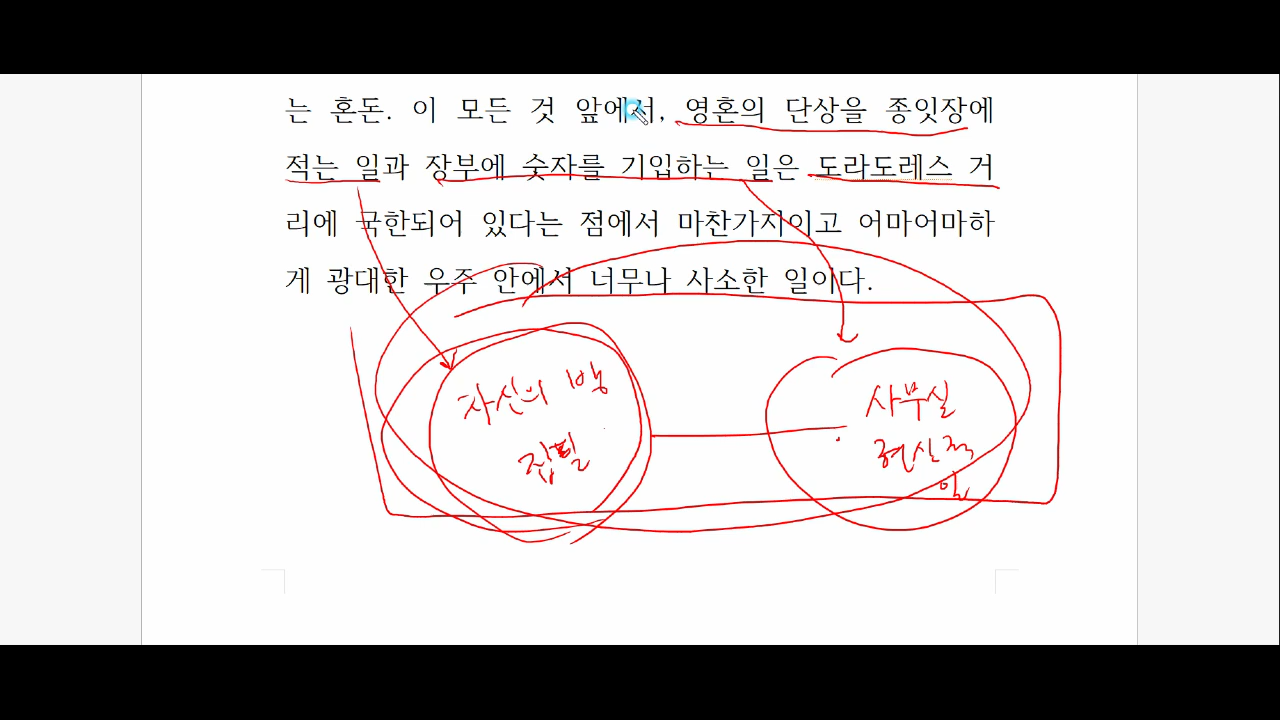 는 혼돈. 이 모든 것 앞에서, 영혼의 단상을 종잇장에
적는 일과 장부에 숫자를 기입하는 일은 도라도레스 거
리에 국한되어 있다는 점에서 마찬가지이고 어마어마하
게 광대한 우주 안에서 너무나 사소한 일이다.
자신의 방
집필
사무실
현실적
일